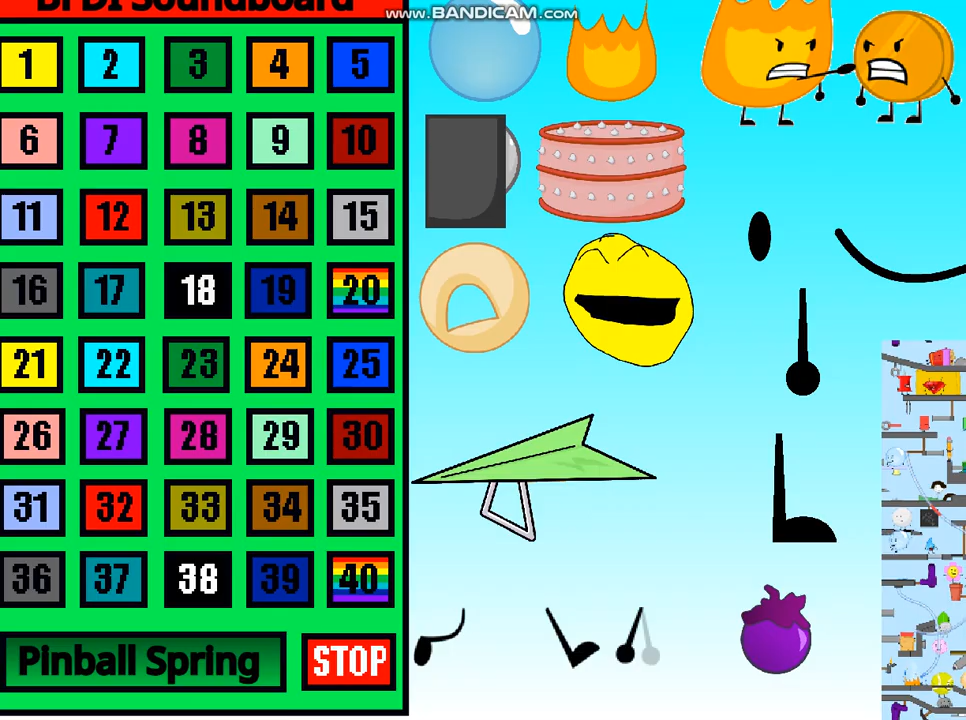 BFDI Soundboard
www.BANDICAM.com
1 2 3 4 5
6 7 8 9 10
11 12 13 14 15
16 17 18 19 20
21 22 23 24 25
26 27 28 29 30
31 32 33 34 35
36 37 38 39 40
Pinball Spring STOP